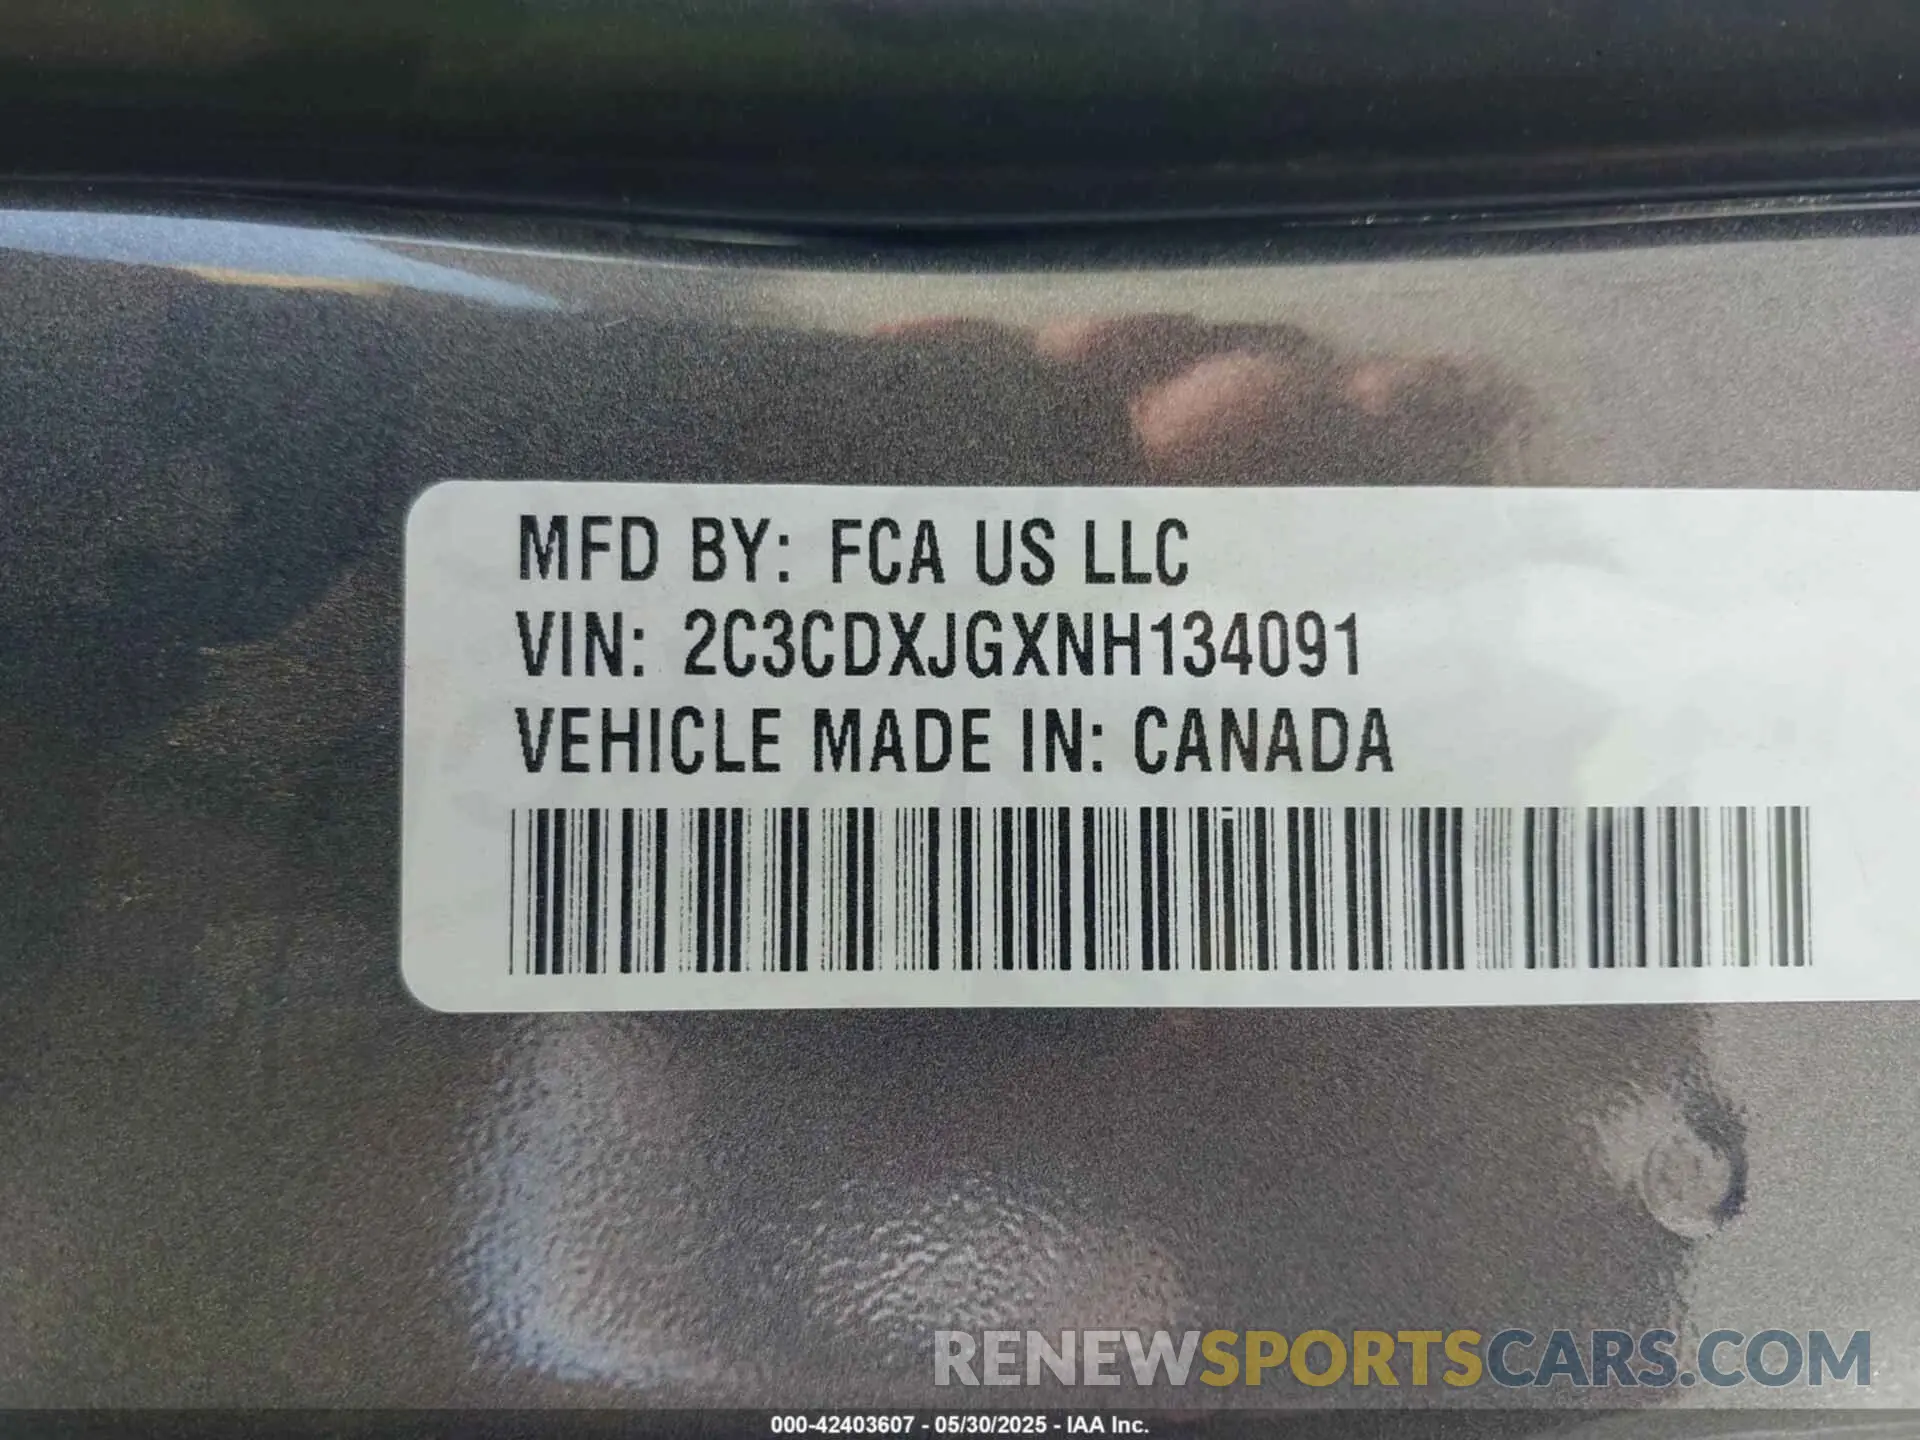 MFD BY: FCA US LLC
VIN: 2C3CDXJGXNH134091
VEHICLE MADE IN: CANADA
RENEWSPORTSCARS.COM
000-42403607 - 05/30/2025 - IAA Inc.